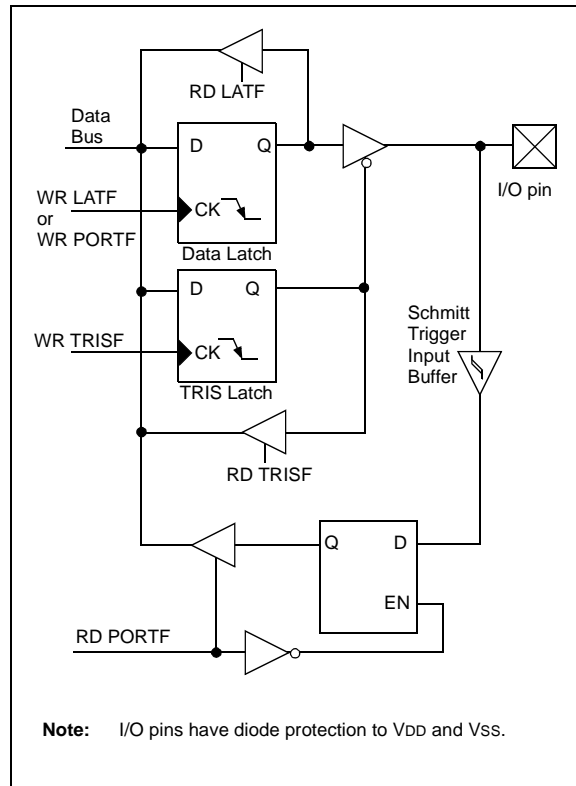 RD LATF
Data
Bus
D Q
WR LATF
or
WR PORTF
CK
Data Latch
I/O pin
D Q
WR TRISF
CK
TRIS Latch
Schmitt
Trigger
Input
Buffer
RD TRISF
Q D
EN
RD PORTF
Note: I/O pins have diode protection to VDD and VSS.